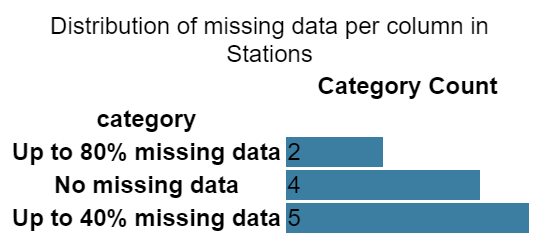 Distribution of missing data per column in
Stations
Category Count
category
Up to 80% missing data 2
No missing data 4
Up to 40% missing data 5